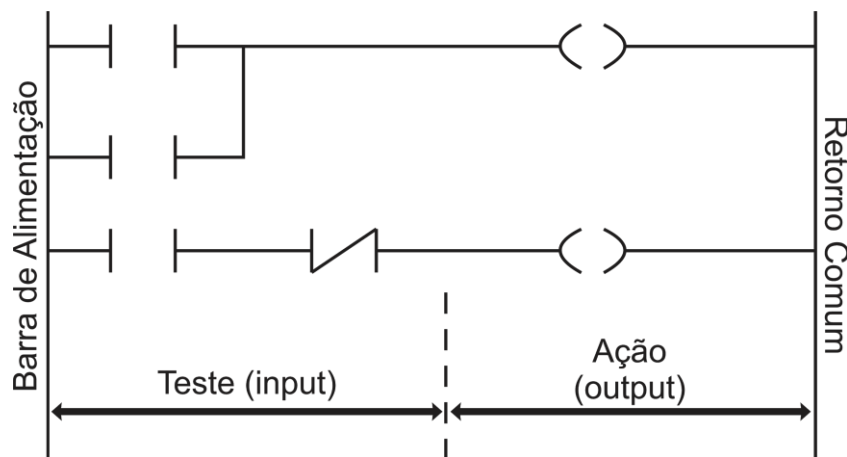 Barra de Alimentação
Retorno Comum
Teste (input)
Ação
(output)